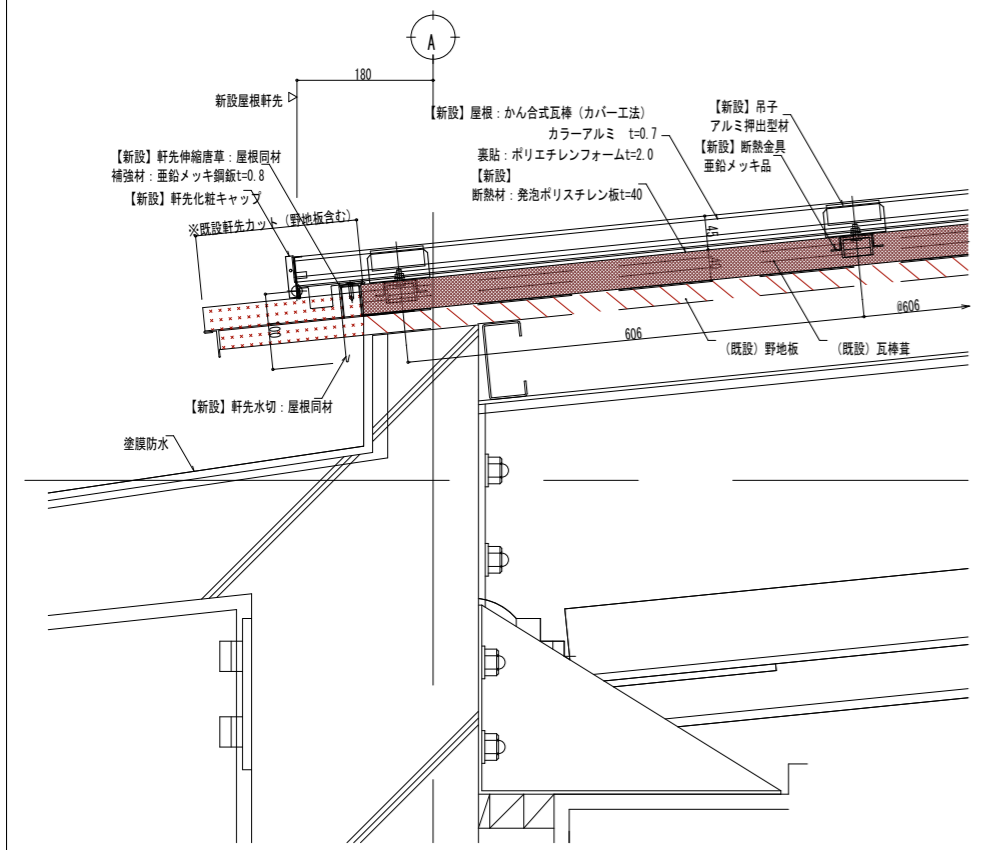 A
180
新設屋根軒先
【新設】屋根：かん合式瓦棒（カバー工法）
カラーアルミ t=0.7
裏貼：ポリエチレンフォームt=2.0
【新設】
断熱材：発泡ポリスチレン板t=40
【新設】吊子
アルミ押出型材
【新設】断熱金具
亜鉛メッキ品
【新設】軒先伸縮唐草：屋根同材
補強材：亜鉛メッキ鋼鈑t=0.8
【新設】軒先化粧キャップ
※既設軒先カット（野地板含む）
45
606
@606
（既設）野地板
（既設）瓦棒葺
【新設】軒先水切：屋根同材
塗膜防水